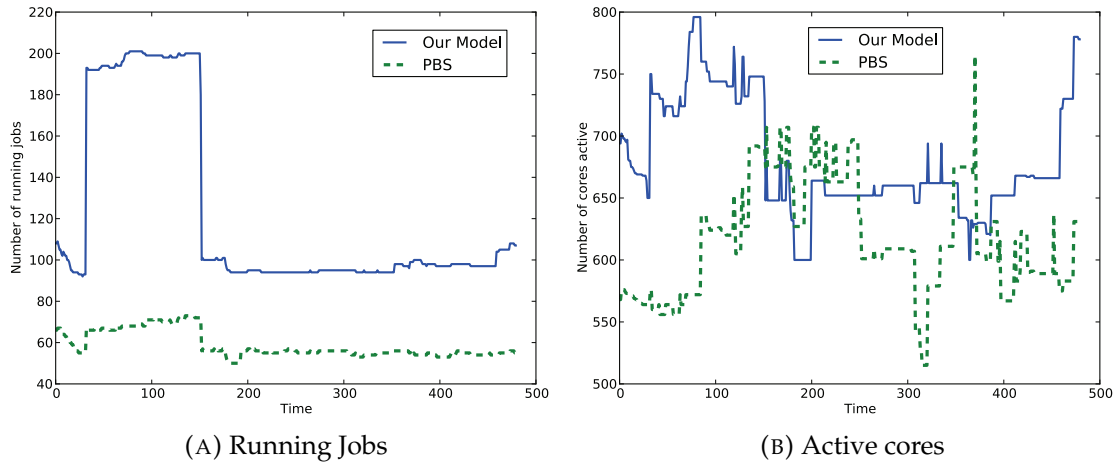 220
200
180
160
140
120
100
80
60
40
0
100
200
300
400
500
Number of running jobs
Time
Our Model
PBS
(A) Running Jobs
800
750
700
650
600
550
500
0
100
200
300
400
500
Number of cores active
Time
Our Model
PBS
(B) Active cores